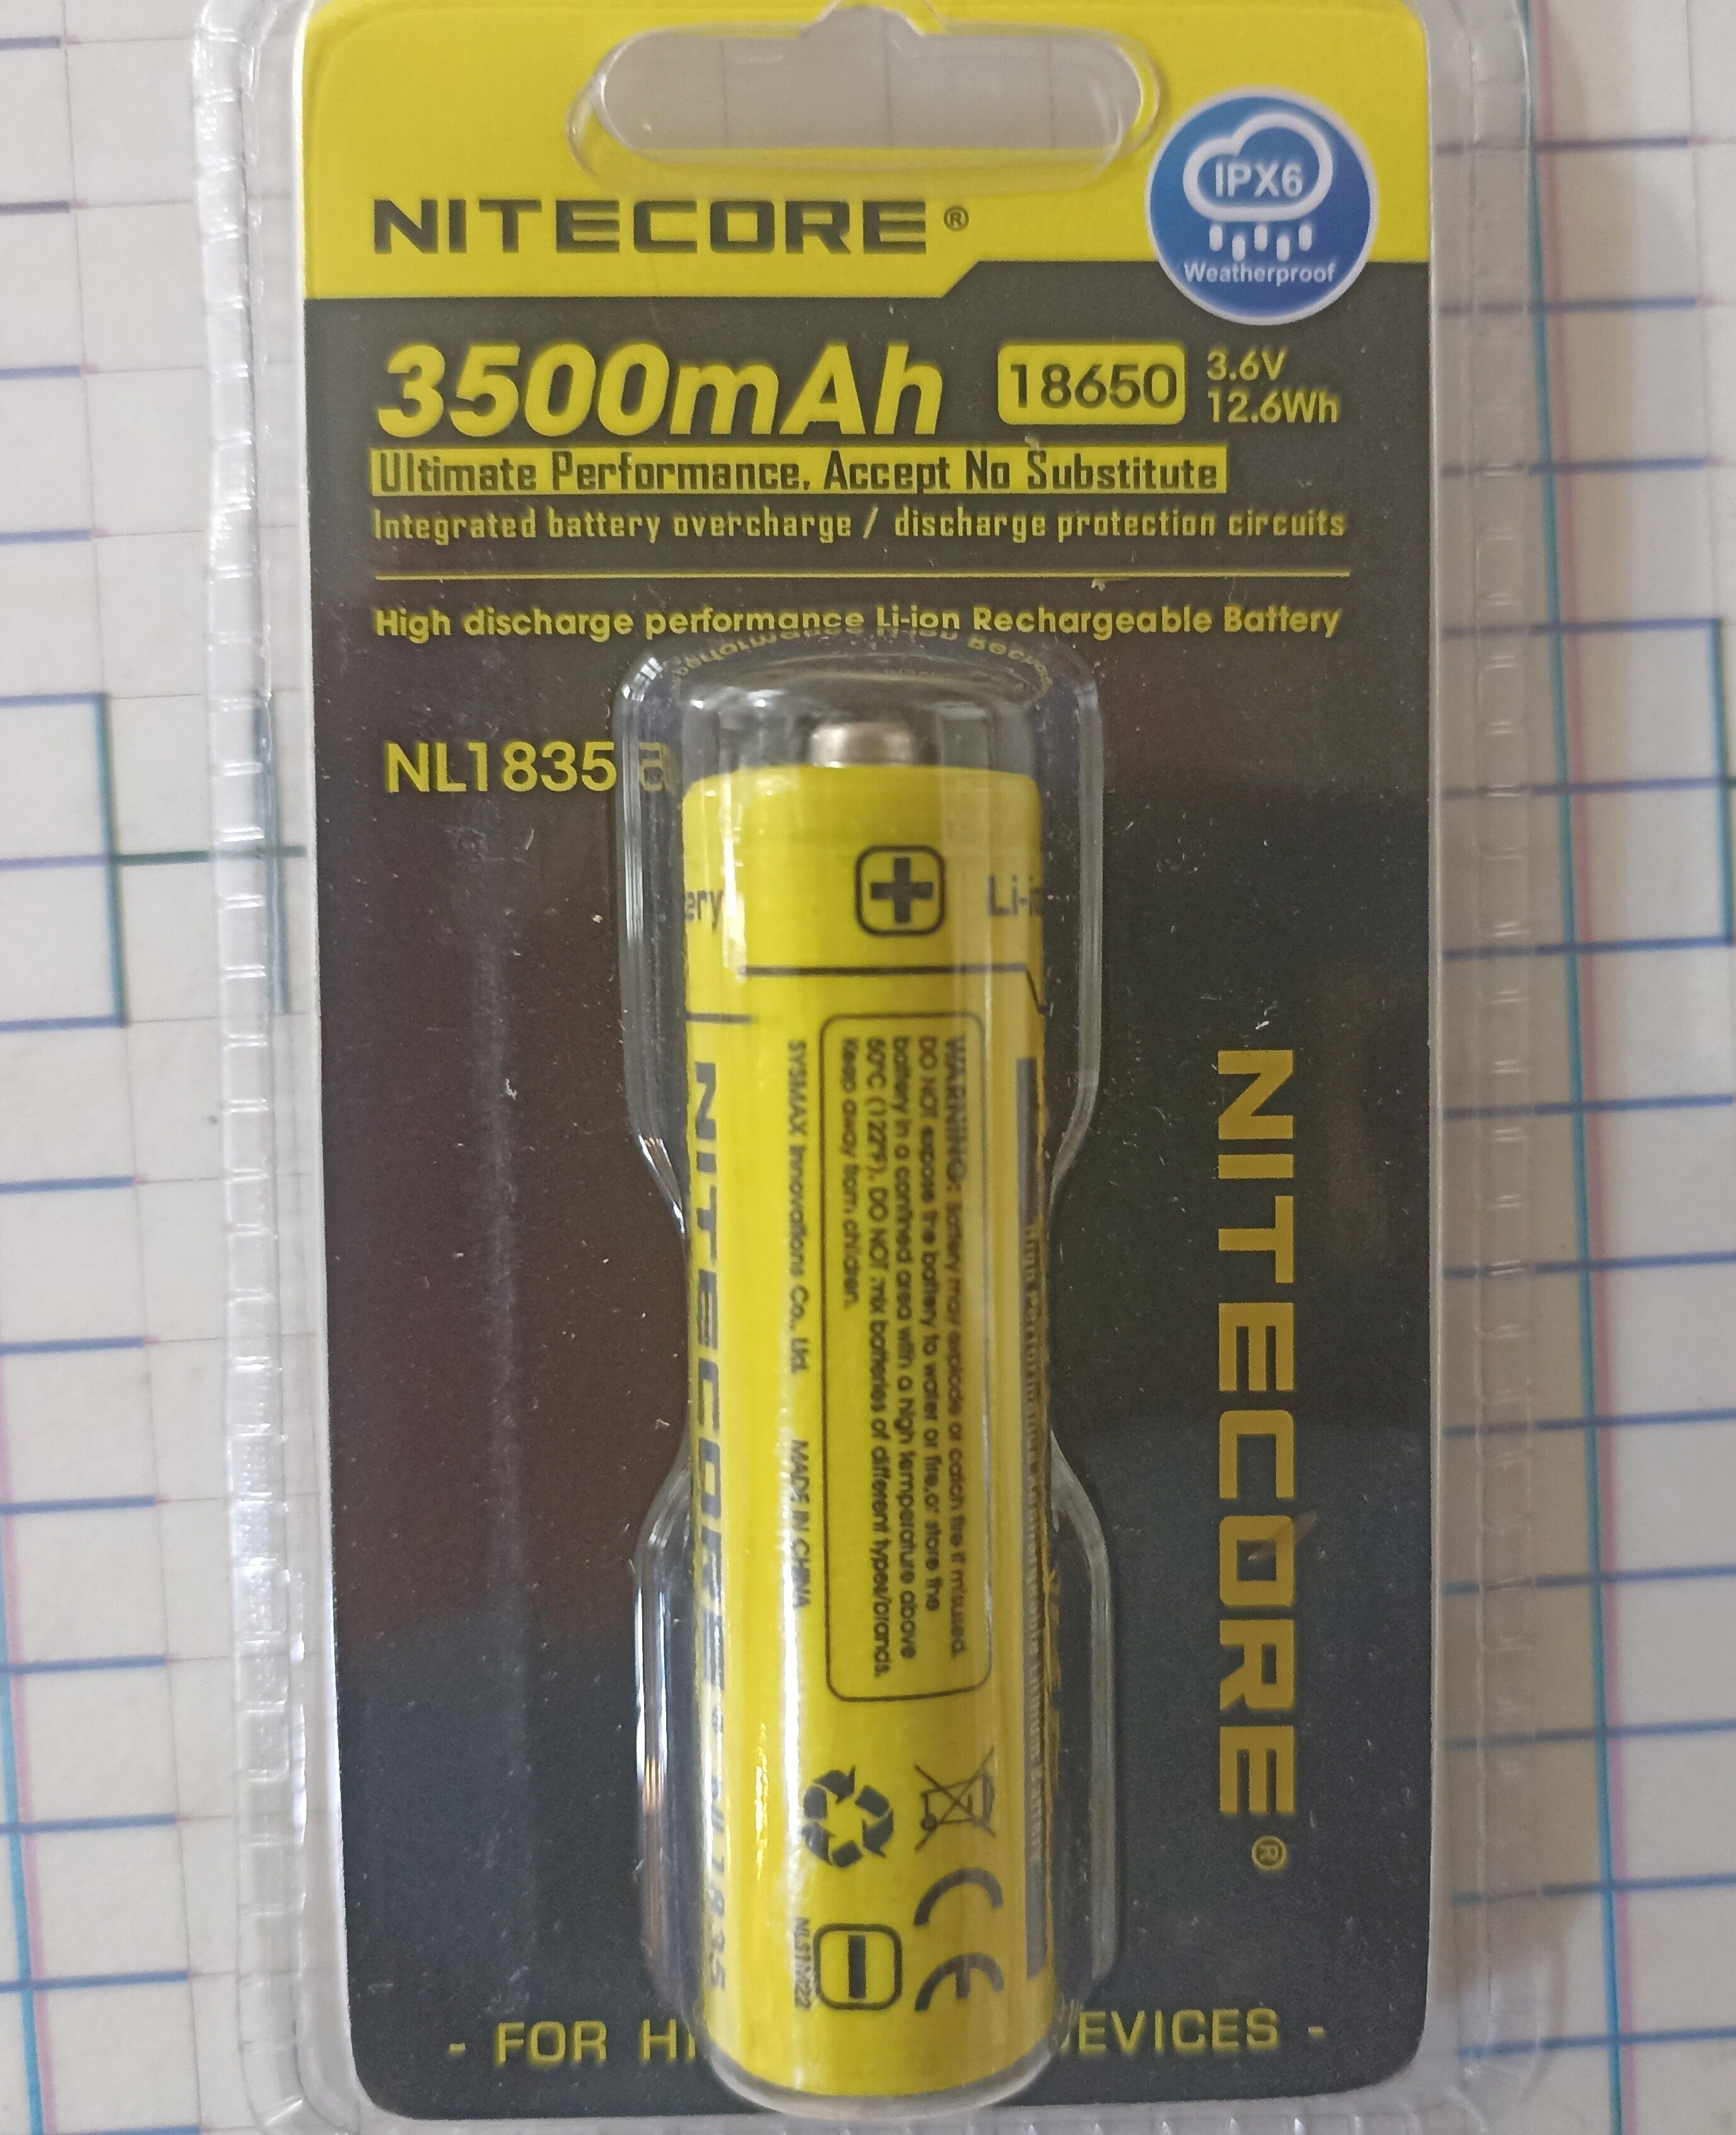 IPX6
Weatherproof
NITECORE®
3500mAh 18650 3.6V
12.6Wh
Ultimate Performance, Accept No Substitute
Integrated battery overcharge / discharge protection circuits
High discharge performance Li-ion Rechargeable Battery
NL1835
ery
Li-i
WARNING: Battery may explode or catch fire if misused.
DO NOT expose the battery to water or fire, or store the
battery in a confined area with a high temperature above
60°C (122°F). DO NOT mix batteries of different types/brands.
Keep away from children.
SYSMAX Innovations Co., Ltd. MADE IN CHINA
NITECORE® NL1835
CE
NITECORE®
- FOR HI EVICES -